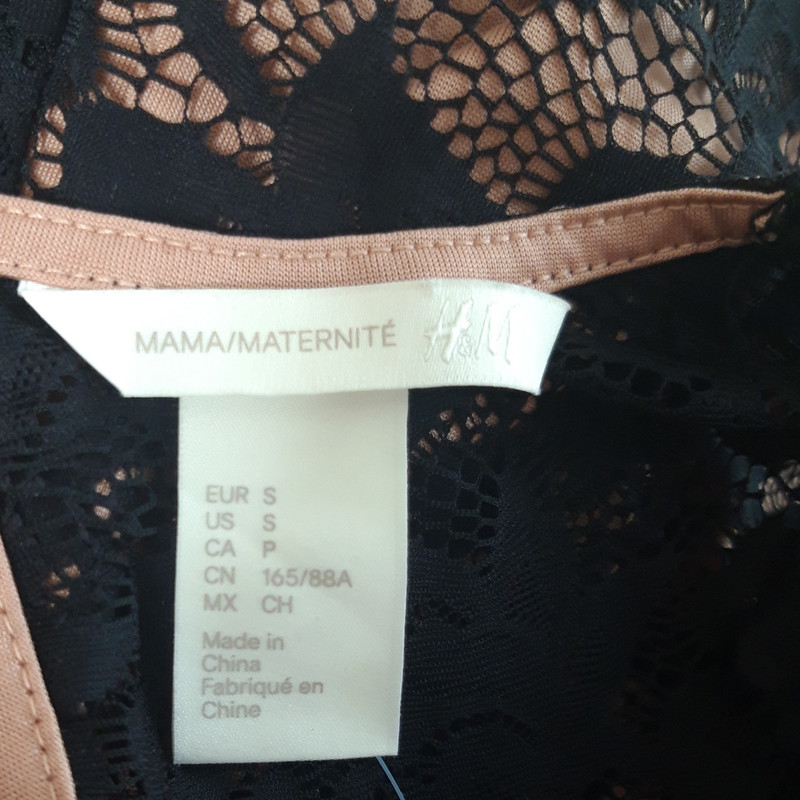 MAMA/MATERNITÉ H&M
EUR S
US S
CA P
CN 165/88A
MX CH
Made in
China
Fabriqué en
Chine